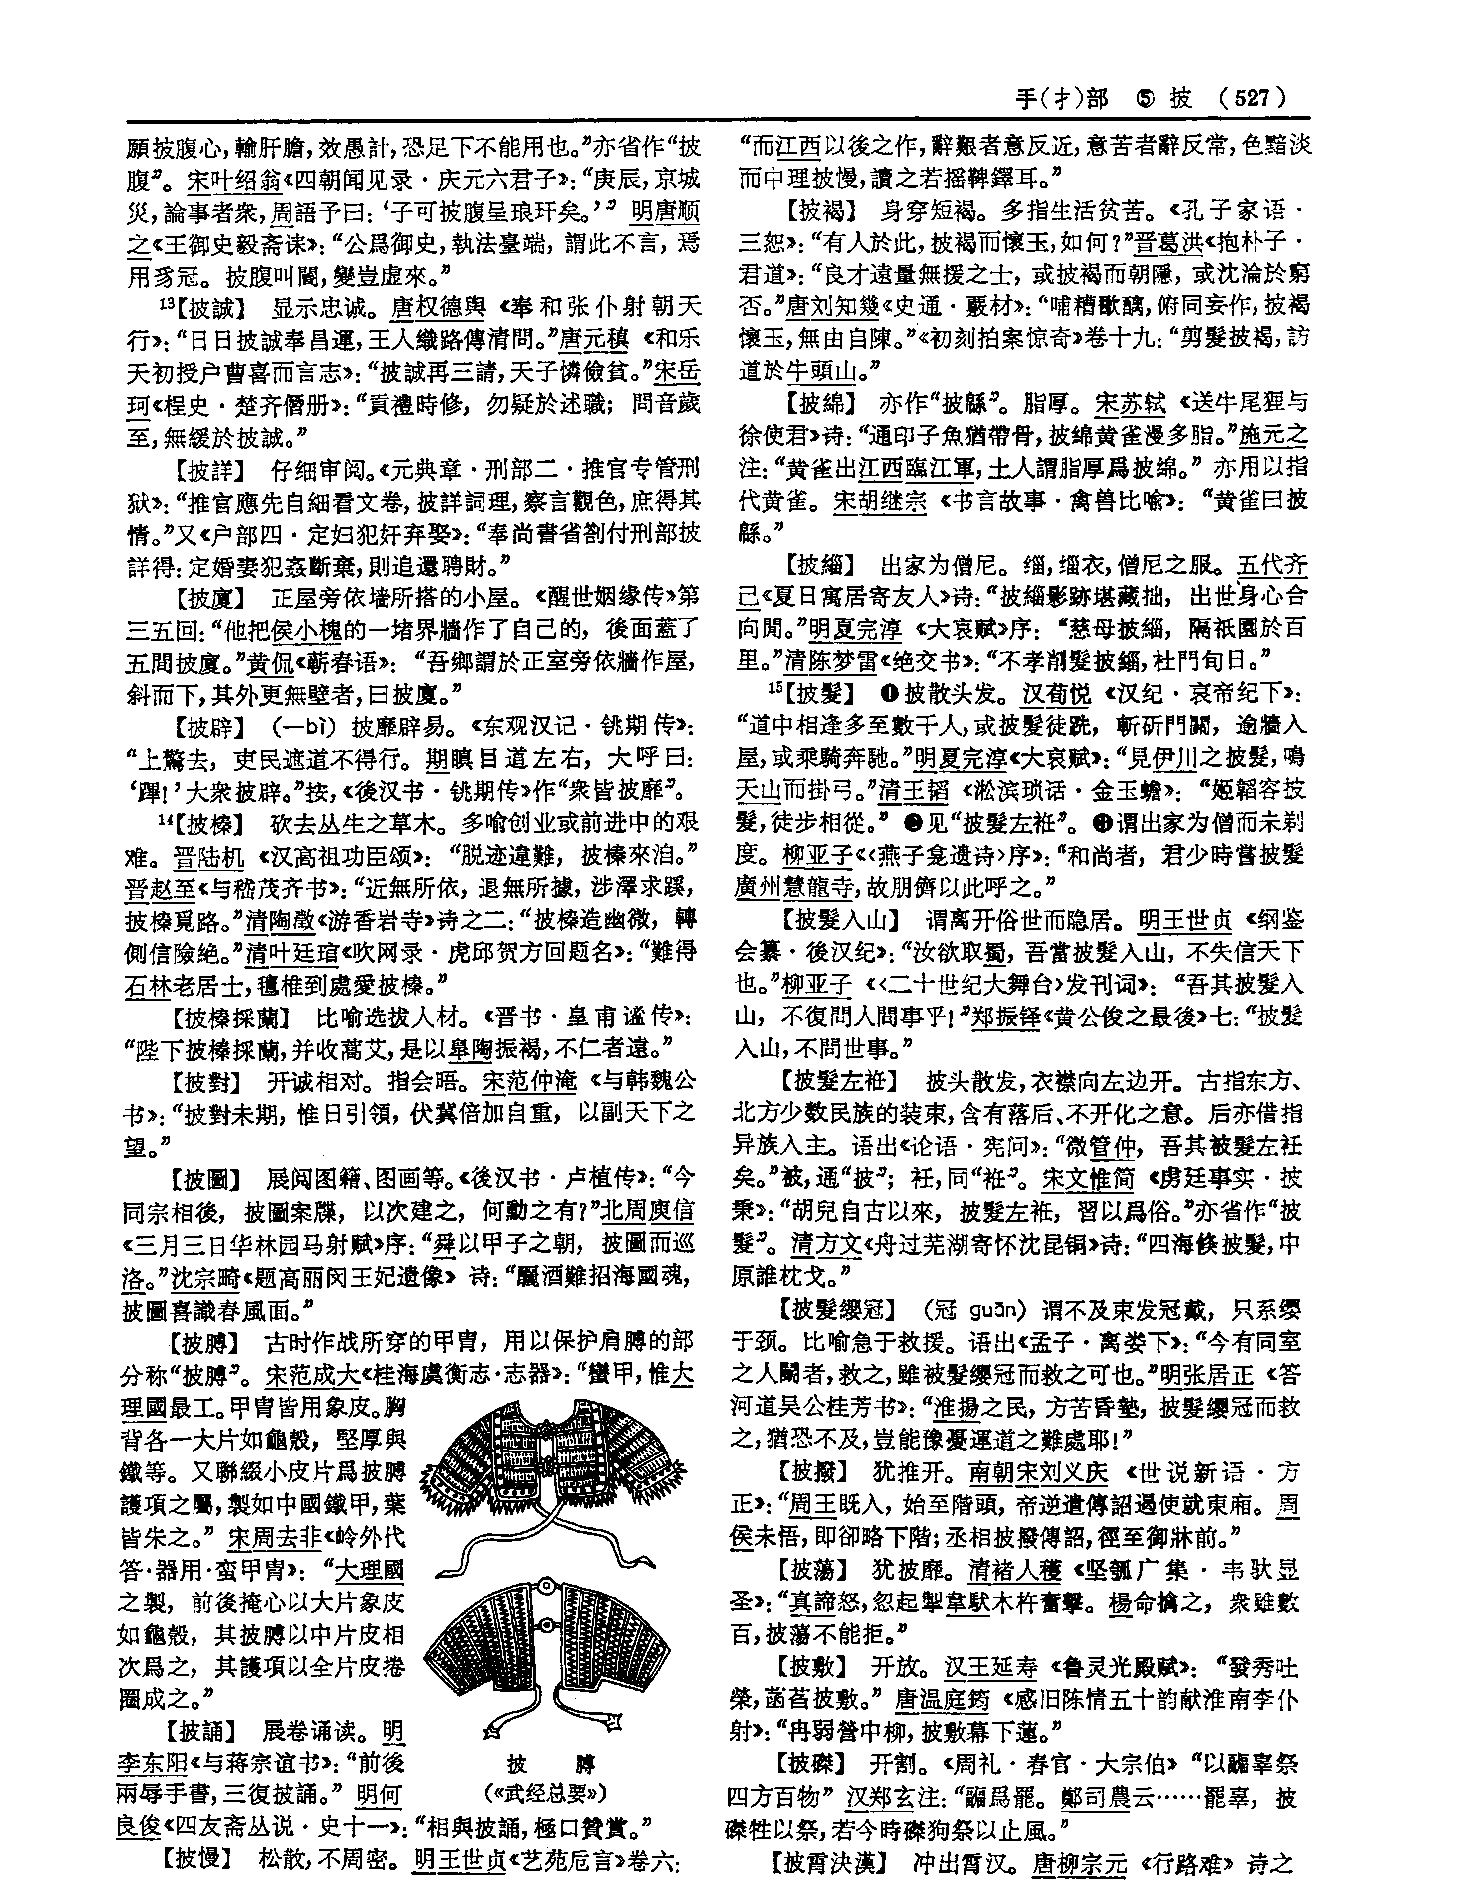 手(扌)部 ⑤ 披 (527)
願披腹心,輸肝膽,效愚計,恐足下不能用也。”亦省作“披
腹”。宋叶绍翁《四朝闻见录·庆元六君子》:“庚辰,京城
災,論事者衆,周語予曰:‘子可披腹呈琅玕矣。’”明唐顺
之《王御史毅斋诔》:“公爲御史,執法臺端,謂此不言,焉
用豸冠。披腹叫閽,變豈虚來。”
13【披誠】 显示忠诚。唐权德舆《奉和张仆射朝天
行》:“日日披誠奉昌運,王人織路傳清問。”唐元稹《和乐
天初授户曹喜而言志》:“披誠再三請,天子憐儉貧。”宋岳
珂《桯史·楚齐僭册》:“貢禮時修,勿疑於述職;問音歲
至,無緩於披誠。”
【披詳】 仔细审阅。《元典章·刑部二·推官专管刑
狱》:“推官應先自細看文卷,披詳詞理,察言觀色,庶得其
情。”又《户部四·定妇犯奸弃娶》:“奉尚書省劄付刑部披
詳得:定婚妻犯姦斷棄,則追還聘財。”
【披廈】 正屋旁依墙所搭的小屋。《醒世姻缘传》第
三五回:“他把侯小槐的一堵界牆作了自己的,後面蓋了
五間披廈。”黄侃《蕲春语》:“吾鄉謂於正室旁依牆作屋,
斜而下,其外更無壁者,曰披廈。”
【披辟】 (—bì)披靡辟易。《东观汉记·铫期传》:
“上驚去,吏民遮道不得行。期瞋目道左右,大呼曰:
‘蹕!’大衆披辟。”按,《後汉书·铫期传》作“衆皆披靡”。
14【披榛】 砍去丛生之草木。多喻创业或前进中的艰
难。晋陆机《汉高祖功臣颂》:“脱迹違難,披榛來洎。”
晋赵至《与嵇茂齐书》:“近無所依,退無所據,涉澤求蹊,
披榛覓路。”清陶澂《游香岩寺》诗之二:“披榛造幽微,轉
側信險絶。”清叶廷琯《吹网录·虎邱贺方回题名》:“難得
石林老居士,氊椎到處愛披榛。”
【披榛採蘭】 比喻选拔人材。《晋书·皇甫谧传》:
“陛下披榛採蘭,并收蒿艾,是以皋陶振褐,不仁者遠。”
【披對】 开诚相对。指会晤。宋范仲淹《与韩魏公
书》:“披對未期,惟日引領,伏冀倍加自重,以副天下之
望。”
【披圖】 展阅图籍、图画等。《後汉书·卢植传》:“今
同宗相後,披圖案牒,以次建之,何勳之有?”北周庾信
《三月三日华林园马射赋》序:“舜以甲子之朝,披圖而巡
洛。”沈宗畸《题高丽闵王妃遗像》诗:“釃酒難招海國魂,
披圖喜識春風面。”
【披膊】 古时作战所穿的甲胄,用以保护肩膊的部
分称“披膊”。宋范成大《桂海虞衡志·志器》:“蠻甲,惟大
理國最工。甲胄皆用象皮。胸
背各一大片如龜殼,堅厚與
鐵等。又聯綴小皮片爲披膊
護項之屬,製如中國鐵甲,葉
皆朱之。”宋周去非《岭外代
答·器用·蛮甲胄》:“大理國
之製,前後掩心以大片象皮
如龜殼,其披膊以中片皮相
次爲之,其護項以全片皮捲
圈成之。”
【披誦】 展卷诵读。明
李东阳《与蒋宗谊书》:“前後
兩辱手書,三復披誦。”明何
良俊《四友斋丛说·史十一》:“相與披誦,極口贊賞。”
【披慢】 松散,不周密。明王世贞《艺苑卮言》卷六:
披 膊
(《武经总要》)
“而江西以後之作,辭艱者意反近,意苦者辭反常,色黯淡
而中理披慢,讀之若摇鞞鐸耳。”
【披褐】 身穿短褐。多指生活贫苦。《孔子家语·
三恕》:“有人於此,披褐而懷玉,如何?”晋葛洪《抱朴子·
君道》:“良才遠量無援之士,或披褐而朝隱,或沈淪於窮
否。”唐刘知幾《史通·覈材》:“哺糟歠醨,俯同妄作,披褐
懷玉,無由自陳。”《初刻拍案惊奇》卷十九:“剪髮披褐,訪
道於牛頭山。”
【披綿】 亦作“披緜”。脂厚。宋苏轼《送牛尾狸与
徐使君》诗:“通印子魚猶帶骨,披绵黄雀漫多脂。”施元之
注:“黄雀出江西臨江軍,土人謂脂厚爲披绵。”亦用以指
代黄雀。宋胡继宗《书言故事·禽兽比喻》:“黄雀曰披
緜。”
【披緇】 出家为僧尼。缁,缁衣,僧尼之服。五代齐
己《夏日寓居寄友人》诗:“披緇影跡堪藏拙,出世身心合
向閒。”明夏完淳《大哀赋》序:“慈母披緇,隔祇園於百
里。”清陈梦雷《绝交书》:“不孝削髮披緇,杜門旬日。”
15【披髮】 ❶披散头发。汉荀悦《汉纪·哀帝纪下》:
“道中相逢多至數千人,或披髮徒跣,斬斫門關,逾牆入
屋,或乘騎奔馳。”明夏完淳《大哀赋》:“見伊川之披髮,鳴
天山而掛弓。”清王韬《淞滨琐话·金玉蟾》:“姬韜容披
髮,徒步相從。”❷见“披髮左袵”。❸谓出家为僧而未剃
度。柳亚子《〈燕子龛遗诗〉序》:“和尚者,君少時嘗披髮
廣州慧龍寺,故朋儕以此呼之。”
【披髮入山】 谓离开俗世而隐居。明王世贞《纲鉴
会纂·後汉纪》:“汝欲取蜀,吾當披髮入山,不失信天下
也。”柳亚子《〈二十世纪大舞台〉发刊词》:“吾其披髮入
山,不復問人間事乎!”郑振铎《黄公俊之最後》七:“披髮
入山,不問世事。”
【披髮左袵】 披头散发,衣襟向左边开。古指东方、
北方少数民族的装束,含有落后、不开化之意。后亦借指
异族入主。语出《论语·宪问》:“微管仲,吾其被髮左衽
矣。”被,通“披”;衽,同“袵”。宋文惟简《虏廷事实·披
秉》:“胡兒自古以來,披髮左袵,習以爲俗。”亦省作“披
髮”。清方文《舟过芜湖寄怀沈昆铜》诗:“四海倏披髮,中
原誰枕戈。”
【披髮缨冠】 (冠 guān)谓不及束发冠戴,只系缨
于颈。比喻急于救援。语出《孟子·离娄下》:“今有同室
之人鬭者,救之,雖被髮缨冠而救之可也。”明张居正《答
河道吴公桂芳书》:“淮揚之民,方苦昏墊,披髮纓冠而救
之,猶恐不及,豈能豫憂運道之難處耶!”
【披撥】 犹推开。南朝宋刘义庆《世说新语·方
正》:“周王既入,始至階頭,帝逆遣傳詔遏使就東廂。周
侯未悟,即卻略下階;丞相披撥傳詔,徑至御牀前。”
【披蕩】 犹披靡。清褚人穫《坚瓠广集·韦驮显
圣》:“真諦怒,忽起掣韋馱木杵奮擊。楊命擒之,衆雖數
百,披蕩不能拒。”
【披敷】 开放。汉王延寿《鲁灵光殿赋》:“發秀吐
榮,菡萏披敷。”唐温庭筠《感旧陈情五十韵献淮南李仆
射》:“冉弱營中柳,披敷幕下蓮。”
【披磔】 开割。《周礼·春官·大宗伯》“以疈辜祭
四方百物”汉郑玄注:“疈爲罷。鄭司農云……罷辜,披
磔牲以祭,若今時磔狗祭以止風。”
【披霄決漢】 冲出霄汉。唐柳宗元《行路难》诗之